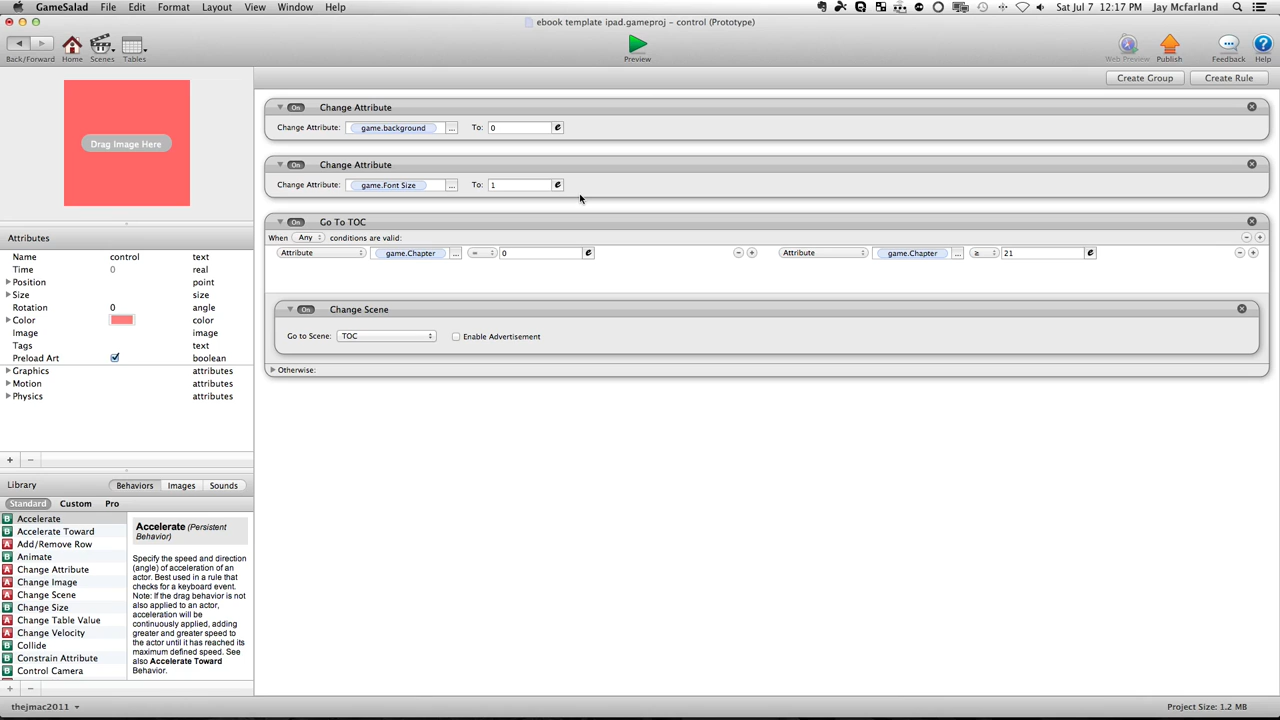 GameSalad File Edit Format Layout View Window Help Sat Jul 7 12:17 PM Jay Mcfarland
ebook template ipad.gameproj - control (Prototype)
Back/Forward Home Scenes Tables Preview Web Preview Publish Feedback Help
Create Group Create Rule
Drag Image Here
On Change Attribute
Change Attribute: game.background ... To: 0 e
On Change Attribute
Change Attribute: game.Font Size ... To: 1 e
On Go To TOC
When Any conditions are valid:
Attribute game.Chapter ... = 0 e Attribute game.Chapter ... ≥ 21 e
On Change Scene
Go to Scene: TOC Enable Advertisement
Otherwise:
Attributes
Name control text
Time 0 real
Position point
Size size
Rotation 0 angle
Color color
Image image
Tags text
Preload Art boolean
Graphics attributes
Motion attributes
Physics attributes
Library Behaviors Images Sounds
Standard Custom Pro
B Accelerate
B Accelerate Toward
A Add/Remove Row
B Animate
A Change Attribute
A Change Image
A Change Scene
B Change Size
A Change Table Value
A Change Velocity
B Collide
B Constrain Attribute
B Control Camera
Accelerate (Persistent
Behavior)
Specify the speed and direction
(angle) of acceleration of an
actor. Best used in a rule that
checks for a keyboard event.
Note: If the drag behavior is not
also applied to an actor,
acceleration will be
continuously applied, adding
greater and greater speed to
the actor until it has reached its
maximum defined speed. See
also Accelerate Toward
Behavior.
thejmac2011 Project Size: 1.2 MB